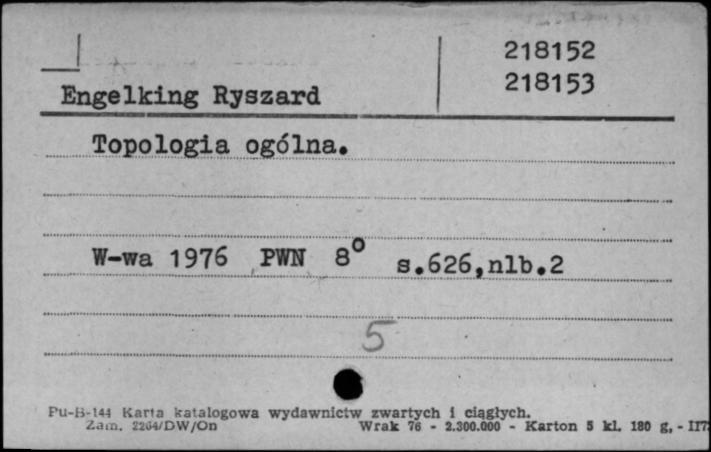 218152
218153
Engelking Ryszard
Topologia ogólna.
W-wa 1976 PWN 8° s.626,nlb.2
5
Pu-B-144 Karta katalogowa wydawnictw zwartych i ciągłych.
Zam. 2264/DW/On Wrak 76 - 2.300.000 - Karton 5 kl. 180 g. -